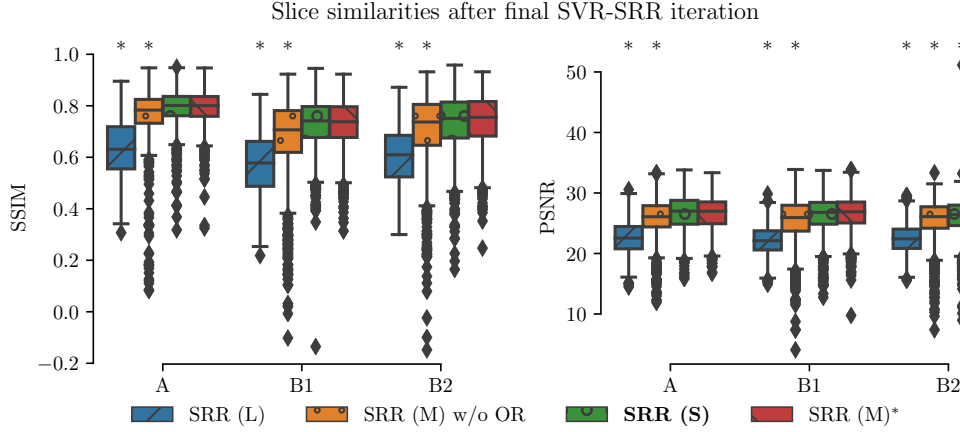 Slice similarities after final SVR-SRR iteration
* * * * * *
SSIM
1.0
0.8
0.6
0.4
0.2
0.0
−0.2
A B1 B2
* * * * * * *
PSNR
50
40
30
20
10
A B1 B2
SRR (L) SRR (M) w/o OR SRR (S) SRR (M)*